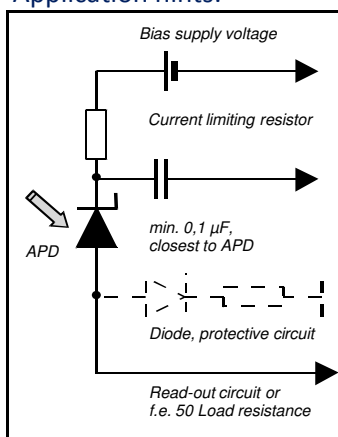 Application hints:
Bias supply voltage
Current limiting resistor
min. 0,1 µF,
closest to APD
APD
Diode, protective circuit
Read-out circuit or
f.e. 50 Load resistance